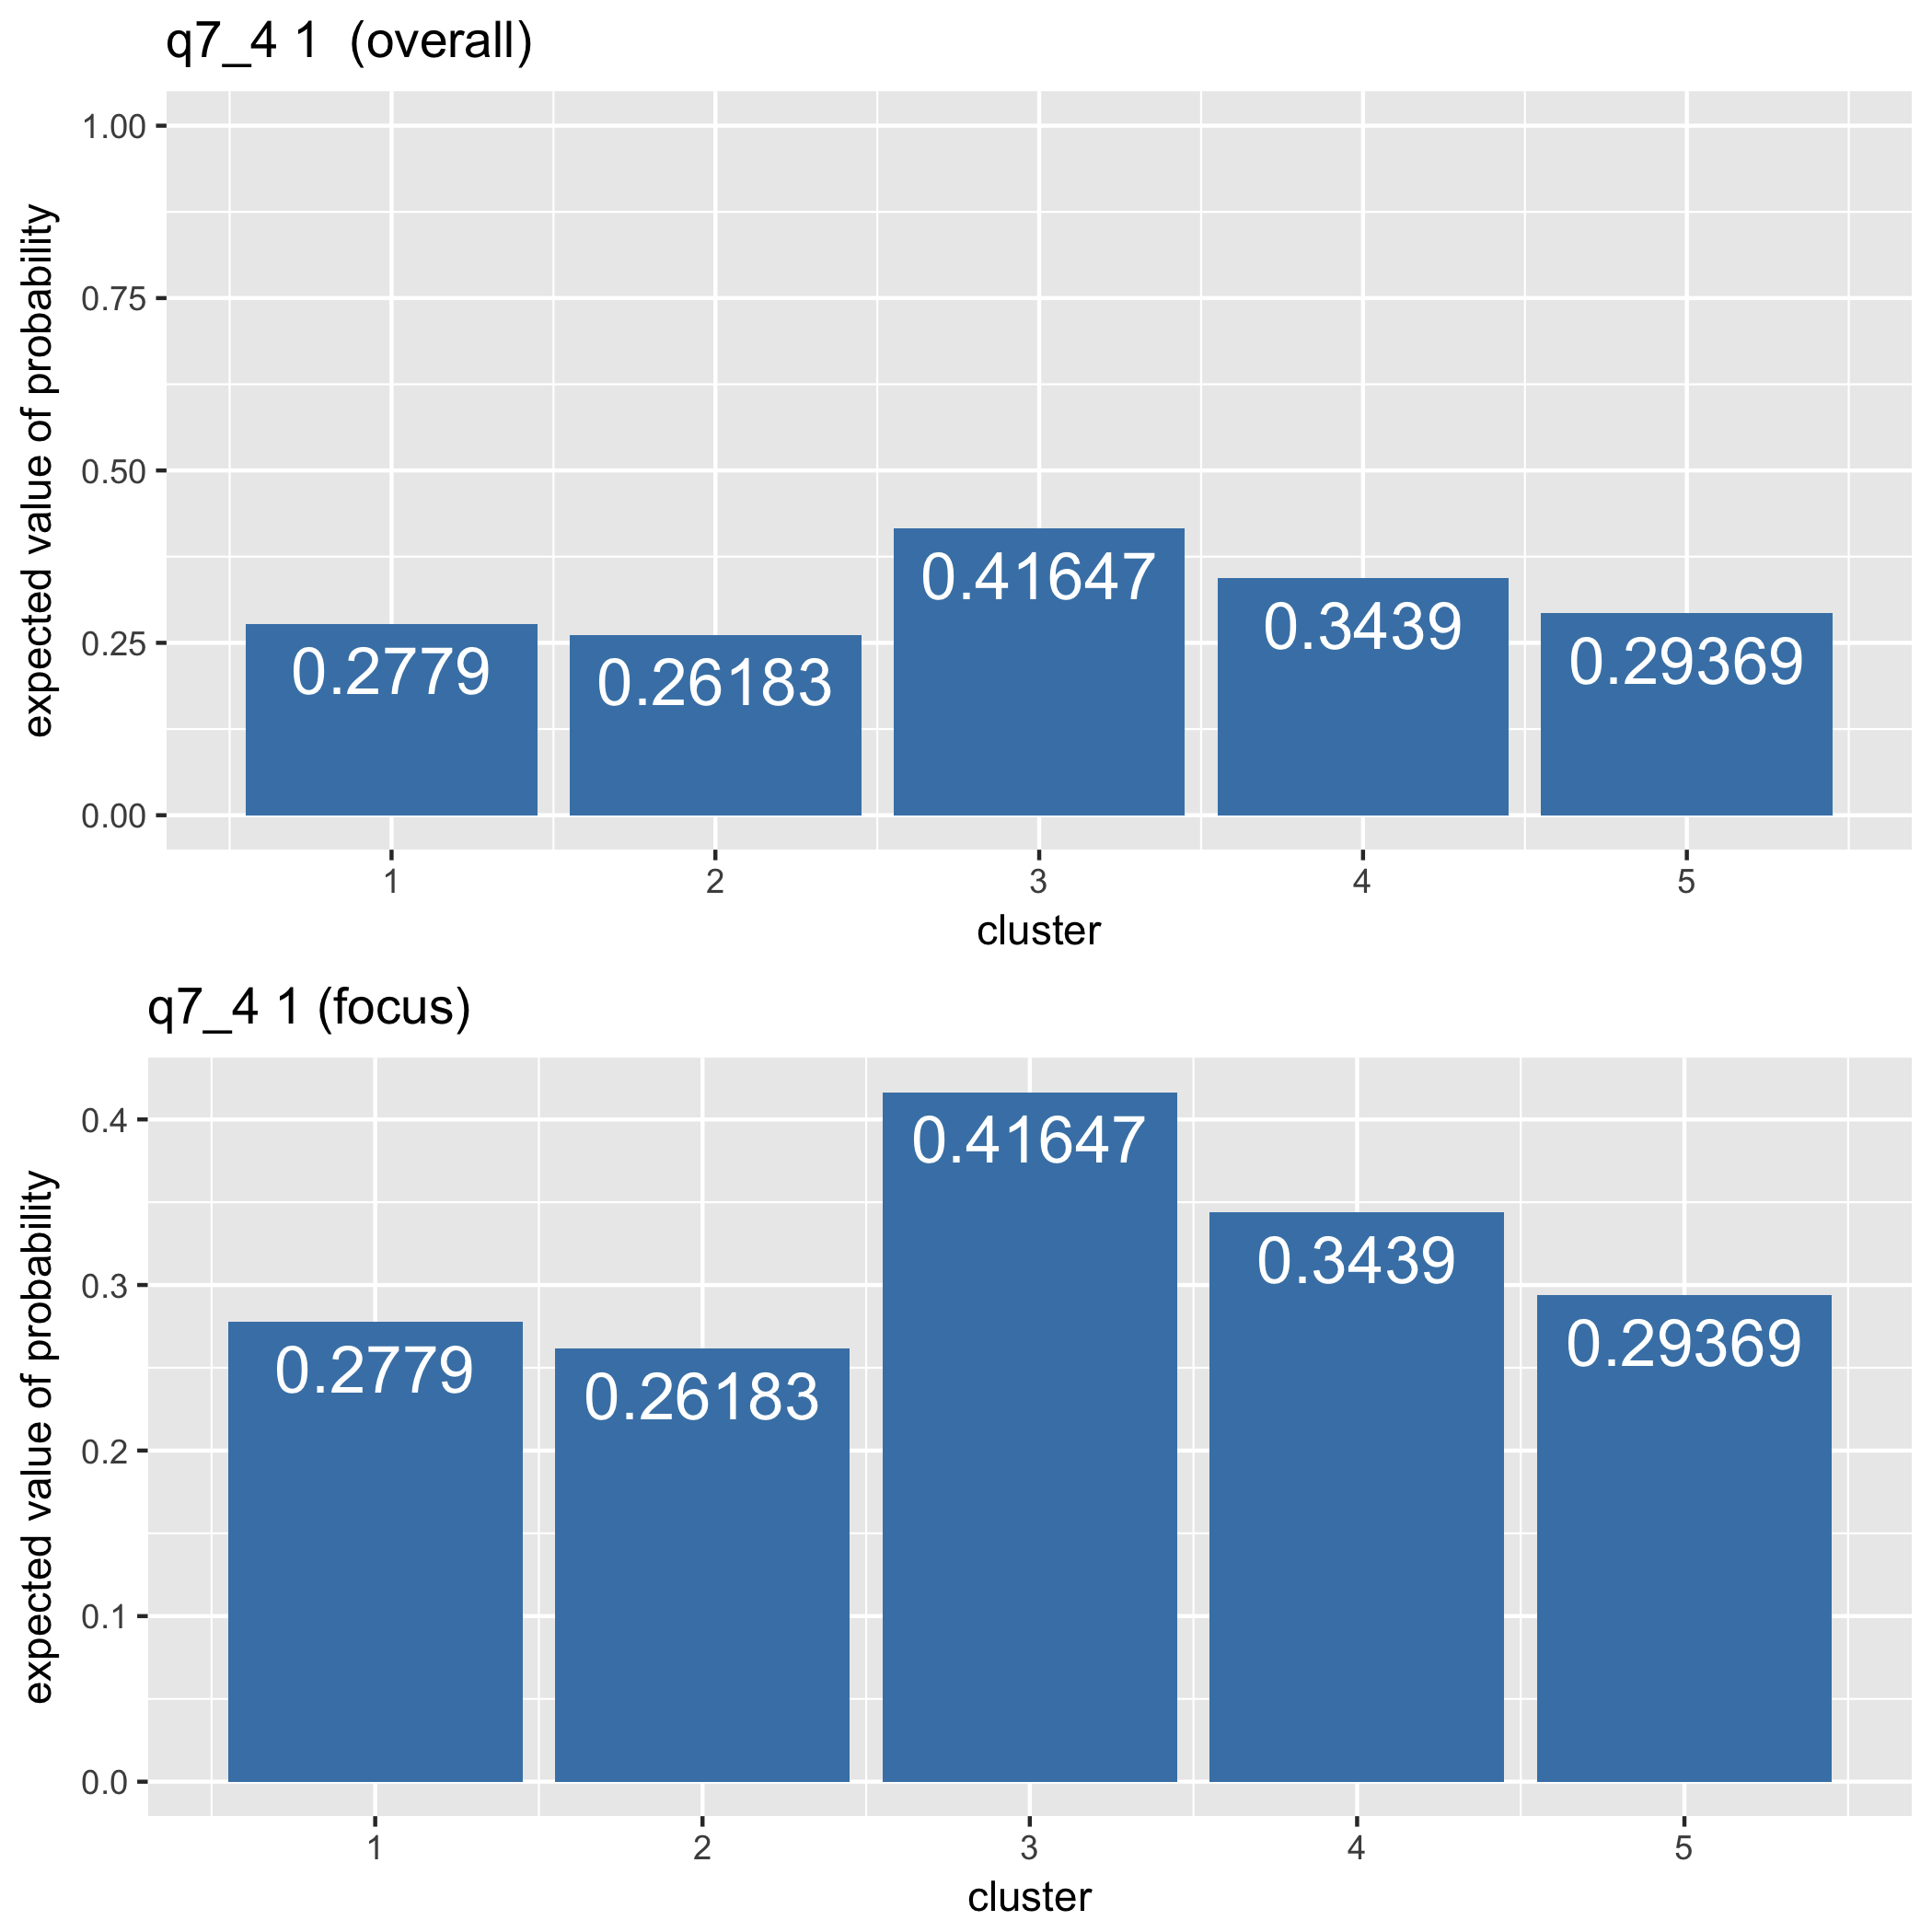 q7_4 1  (overall)
expected value of probability
1.00
0.75
0.50
0.25
0.00
0.2779
0.26183
0.41647
0.3439
0.29369
1 2 3 4 5
cluster
q7_4 1 (focus)
expected value of probability
0.4
0.3
0.2
0.1
0.0
0.2779
0.26183
0.41647
0.3439
0.29369
1 2 3 4 5
cluster